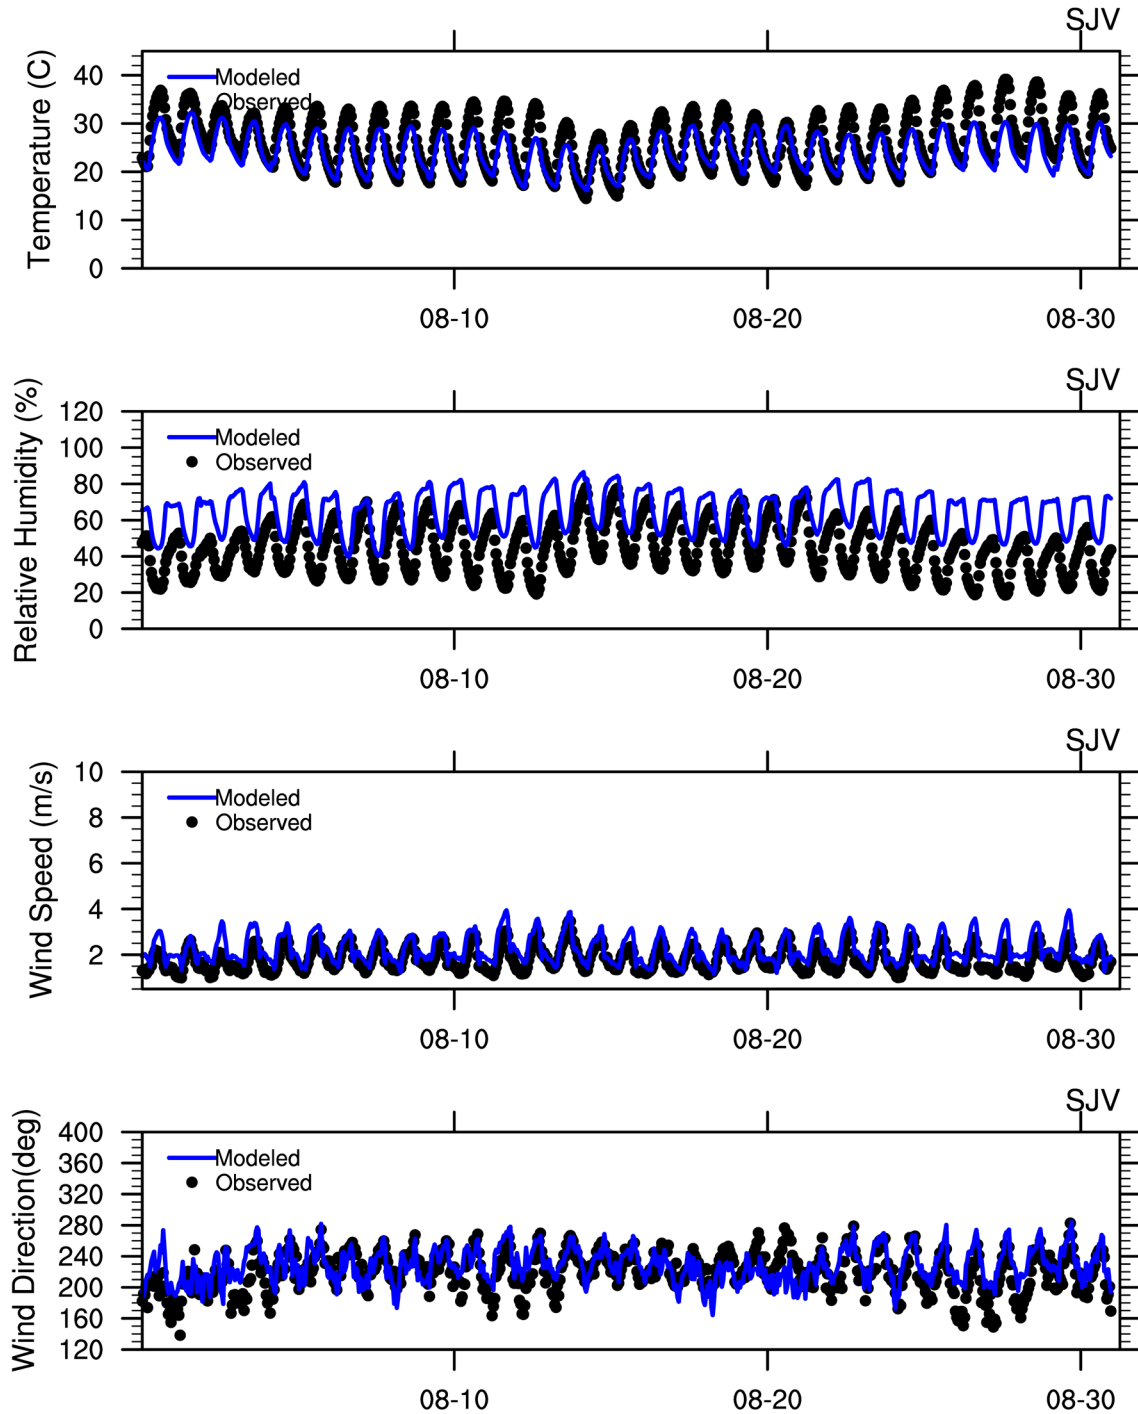 SJV
Temperature (C)
40
30
20
10
0
Modeled
Observed
08-10 08-20 08-30
SJV
Relative Humidity (%)
120
100
80
60
40
20
0
Modeled
Observed
08-10 08-20 08-30
SJV
Wind Speed (m/s)
10
8
6
4
2
Modeled
Observed
08-10 08-20 08-30
SJV
Wind Direction(deg)
400
360
320
280
240
200
160
120
Modeled
Observed
08-10 08-20 08-30